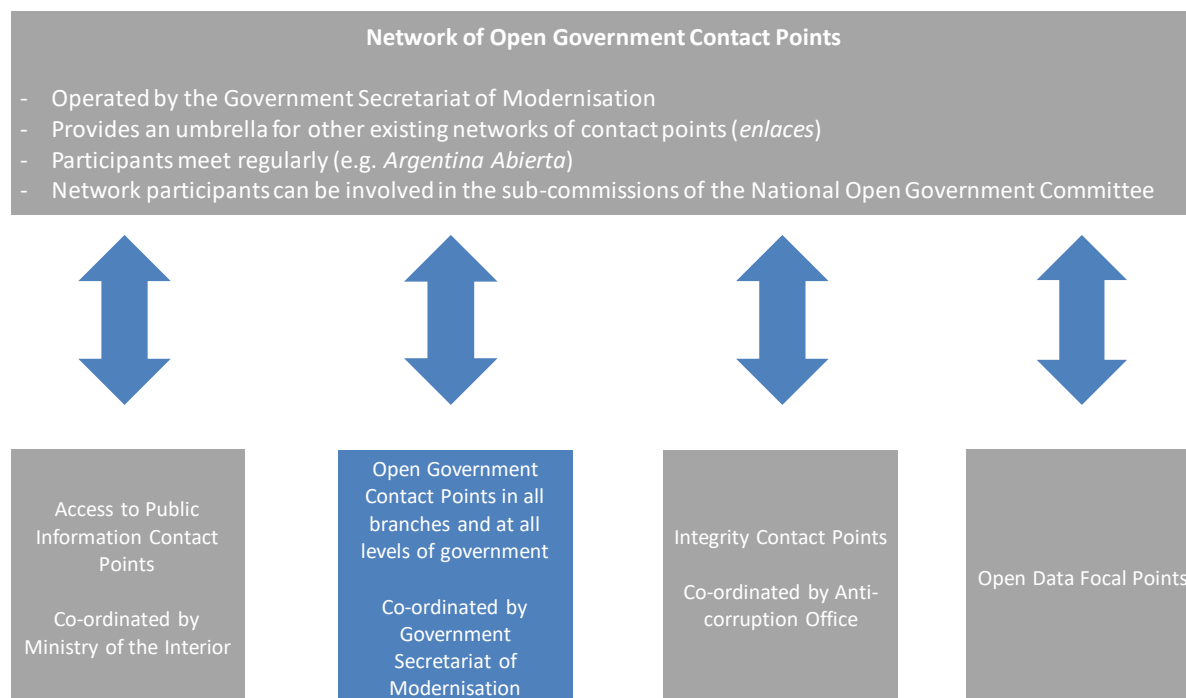 Network of Open Government Contact Points
- Operated by the Government Secretariat of Modernisation
- Provides an umbrella for other existing networks of contact points (enlaces)
- Participants meet regularly (e.g. Argentina Abierta)
- Network participants can be involved in the sub-commissions of the National Open Government Committee
Access to Public
Information Contact
Points
Co-ordinated by
Ministry of the Interior
Open Government
Contact Points in all
branches and at all
levels of government
Co-ordinated by
Government
Secretariat of
Modernisation
Integrity Contact Points
Co-ordinated by Anti-
corruption Office
Open Data Focal Points